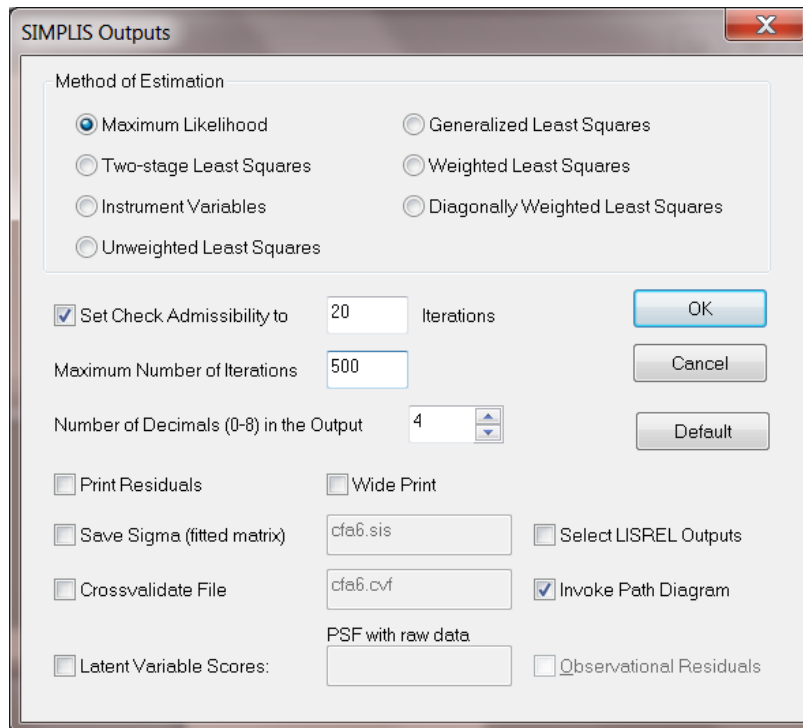 SIMPLIS Outputs
X
Method of Estimation
Maximum Likelihood
Generalized Least Squares
Two-stage Least Squares
Weighted Least Squares
Instrument Variables
Diagonally Weighted Least Squares
Unweighted Least Squares
Set Check Admissibility to 20 Iterations
OK
Maximum Number of Iterations 500
Cancel
Number of Decimals (0-8) in the Output 4
Default
Print Residuals
Wide Print
Save Sigma (fitted matrix) cfa6.sis
Select LISREL Outputs
Crossvalidate File cfa6.cvf
Invoke Path Diagram
PSF with raw data
Latent Variable Scores:
Observational Residuals